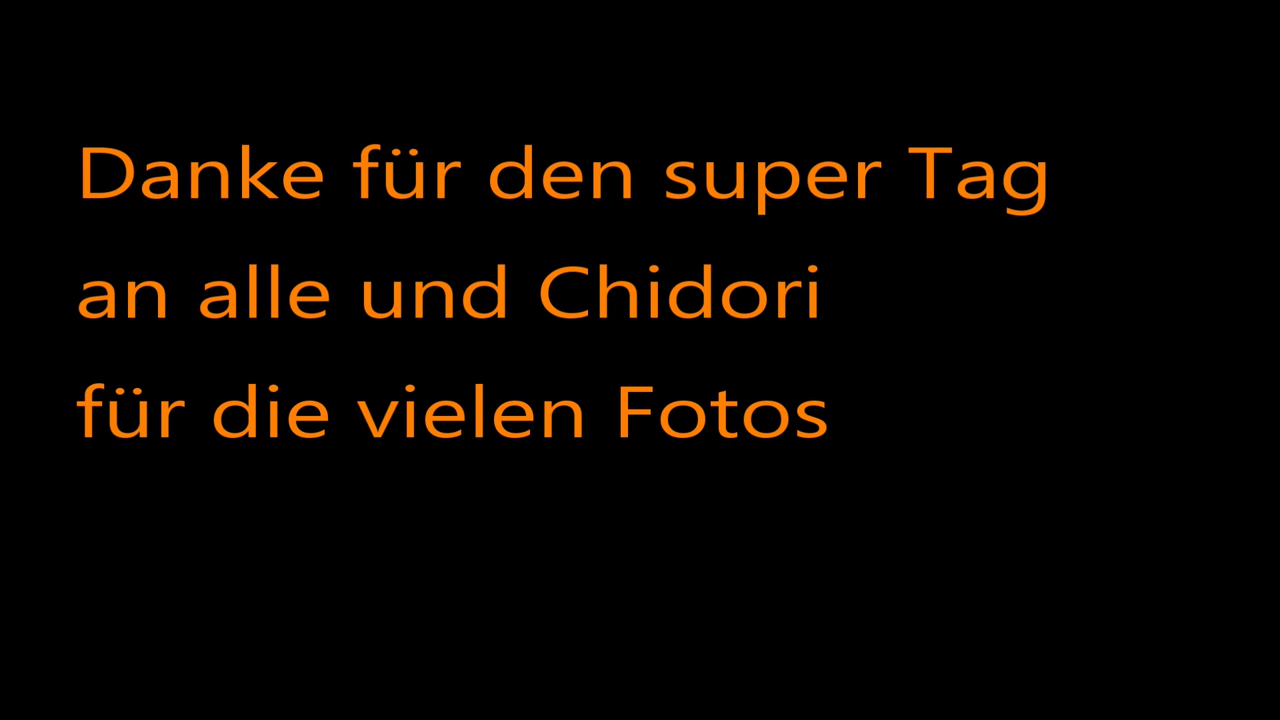 Danke für den super Tag
an alle und Chidori
für die vielen Fotos